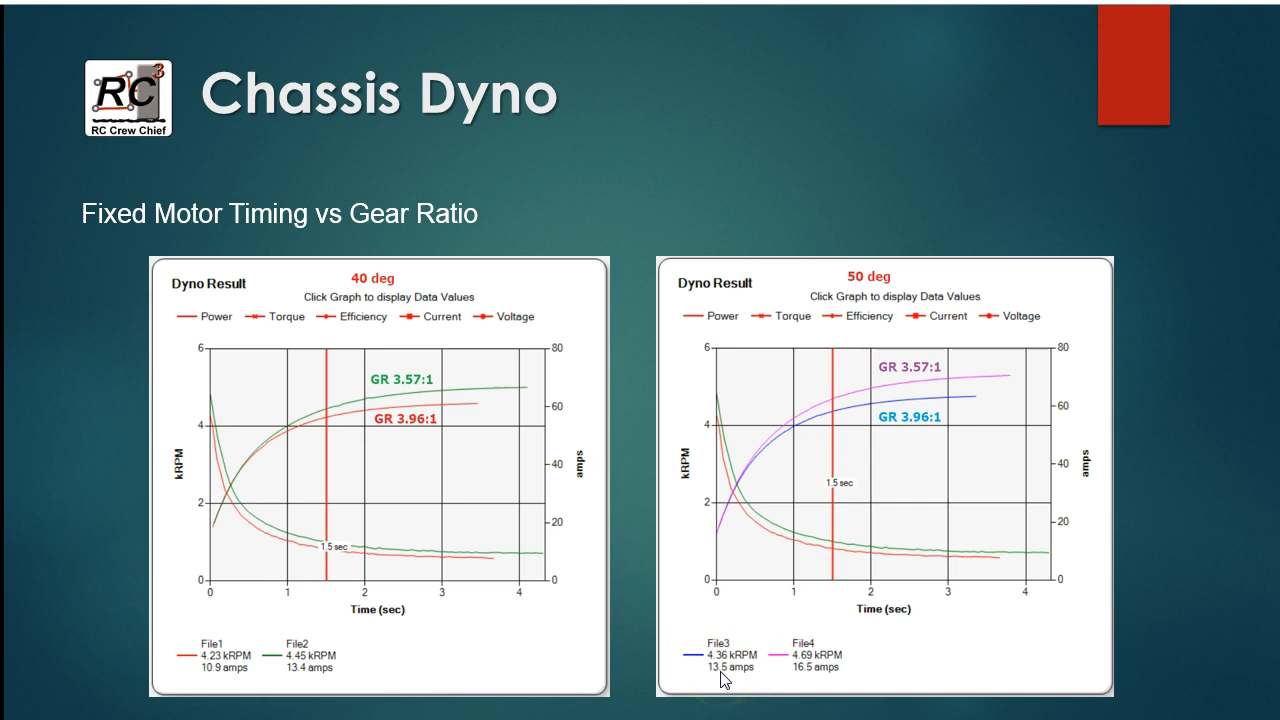 RC3
RC Crew Chief
Chassis Dyno
Fixed Motor Timing vs Gear Ratio
Dyno Result
40 deg
Click Graph to display Data Values
Power Torque Efficiency Current Voltage
6
80
GR 3.57:1
60
GR 3.96:1
4
kRPM
amps
40
2
20
1.5 sec
0
0
0 1 2 3 4
Time (sec)
File1 File2
4.23 kRPM 4.45 kRPM
10.9 amps 13.4 amps
Dyno Result
50 deg
Click Graph to display Data Values
Power Torque Efficiency Current Voltage
6
80
GR 3.57:1
60
GR 3.96:1
4
kRPM
amps
40
1.5 sec
2
20
0
0
0 1 2 3 4
Time (sec)
File3 File4
4.36 kRPM 4.69 kRPM
13.5 amps 16.5 amps